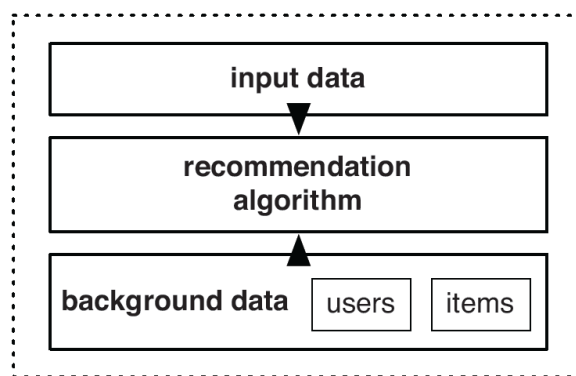 input data
recommendation
algorithm
background data users items